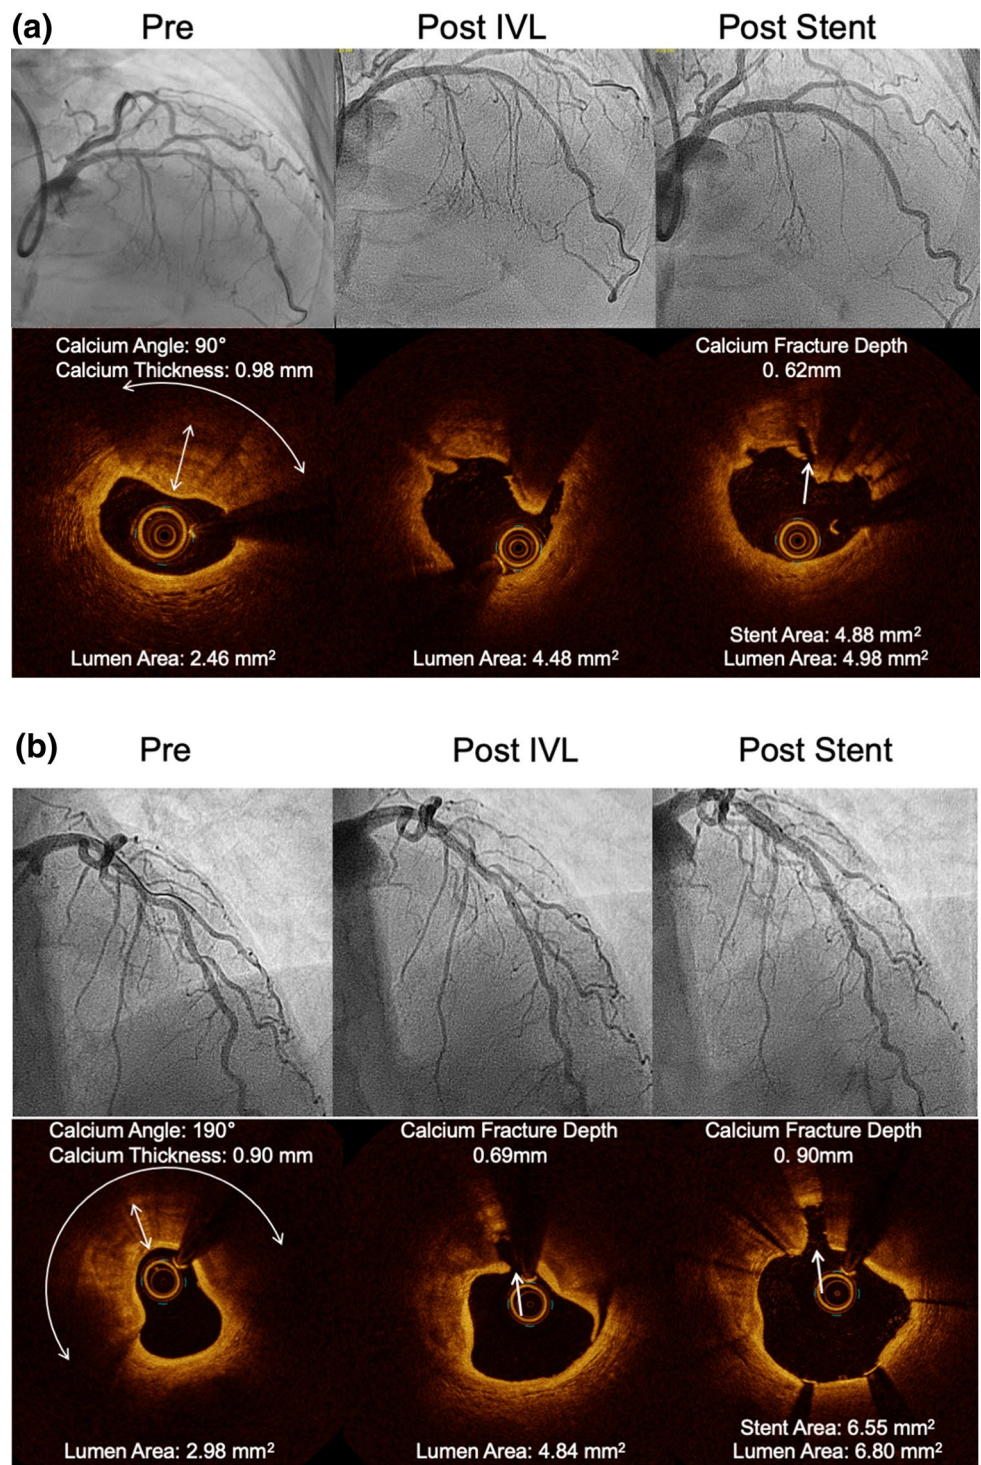 (a) Pre Post IVL Post Stent
Calcium Angle: 90°
Calcium Thickness: 0.98 mm
Calcium Fracture Depth
0. 62mm
Lumen Area: 2.46 mm²
Lumen Area: 4.48 mm²
Stent Area: 4.88 mm²
Lumen Area: 4.98 mm²
(b) Pre Post IVL Post Stent
Calcium Angle: 190°
Calcium Thickness: 0.90 mm
Calcium Fracture Depth
0.69mm
Calcium Fracture Depth
0. 90mm
Lumen Area: 2.98 mm²
Lumen Area: 4.84 mm²
Stent Area: 6.55 mm²
Lumen Area: 6.80 mm²